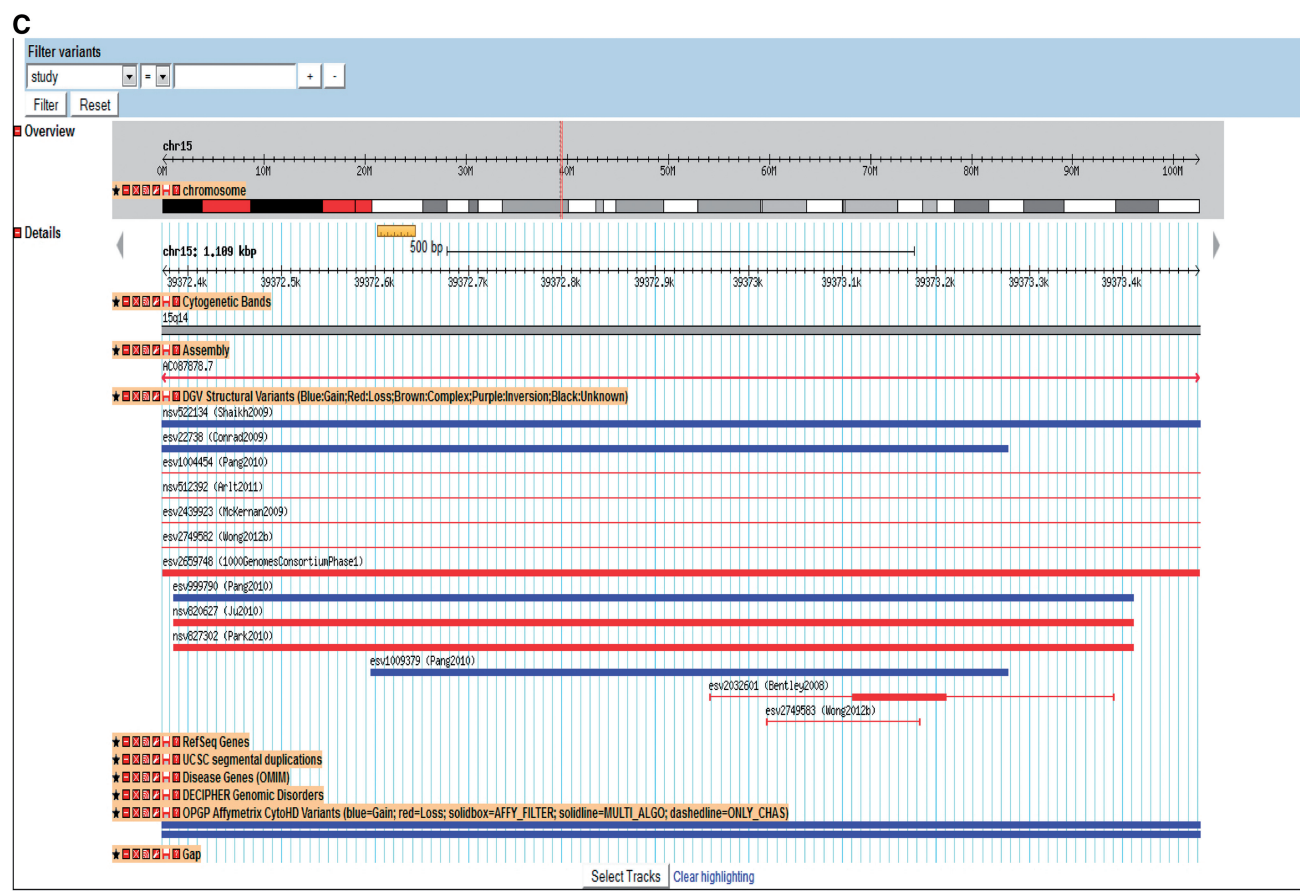 C
Filter variants
study = + -
Filter Reset
Overview
chr15
0M 10M 20M 30M 40M 50M 60M 70M 80M 90M 100M
chromosome
Details
500 bp
chr15: 1.109 kbp
39372.4k 39372.5k 39372.6k 39372.7k 39372.8k 39372.9k 39373k 39373.1k 39373.2k 39373.3k 39373.4k
Cytogenetic Bands
15q14
Assembly
AC087878.7
DGV Structural Variants (Blue:Gain;Red:Loss;Brown:Complex;Purple:Inversion;Black:Unknown)
nsv522134 (Shaikh2009)
esv22738 (Conrad2009)
esv1004454 (Pang2010)
nsv512392 (Arlt2011)
esv2439923 (McKernan2009)
esv2749582 (Wong2012b)
esv2659748 (1000GenomesConsortiumPhase1)
esv999790 (Pang2010)
nsv820627 (Ju2010)
nsv827302 (Park2010)
esv1009379 (Pang2010)
esv2032601 (Bentley2008)
esv2749583 (Wong2012b)
RefSeq Genes
UCSC segmental duplications
Disease Genes (OMIM)
DECIPHER Genomic Disorders
OPGP Affymetrix CytoHD Variants (blue=Gain; red=Loss; solidbox=AFFY_FILTER; solidline=MULTI_ALGO; dashedline=ONLY_CHAS)
Gap
Select Tracks Clear highlighting